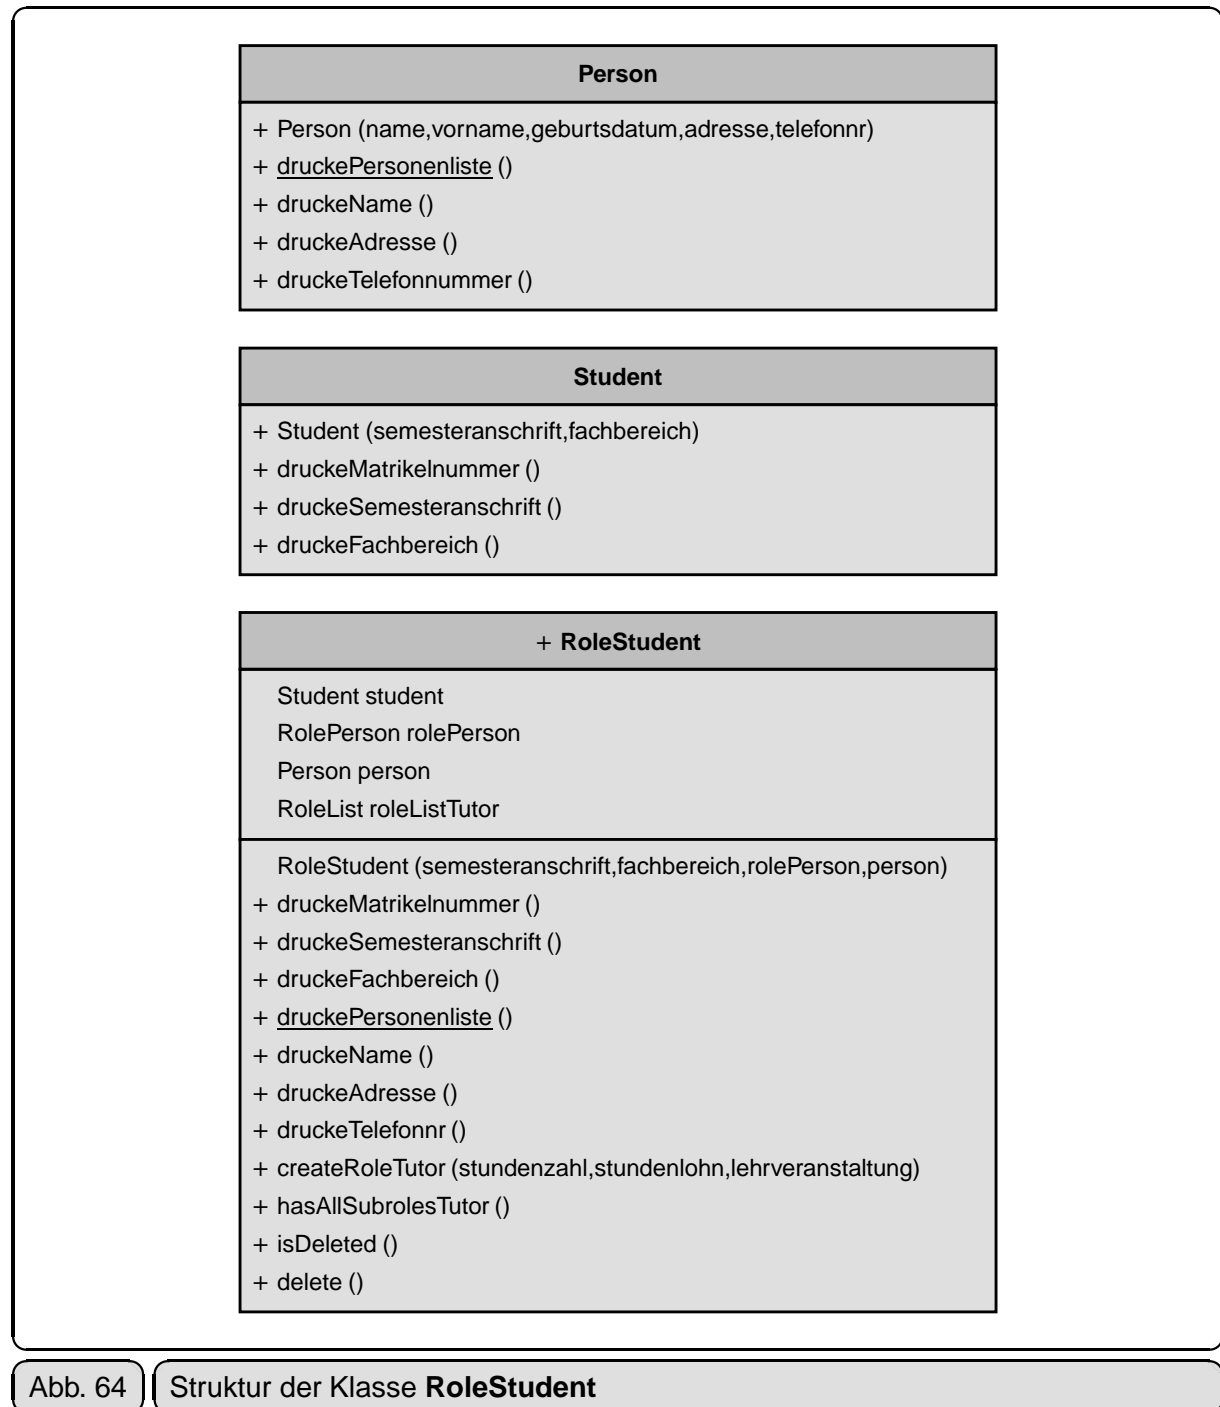 Person
+ Person (name,vorname,geburtsdatum,adresse,telefonnr)
+ druckePersonenliste ()
+ druckeName ()
+ druckeAdresse ()
+ druckeTelefonnummer ()
Student
+ Student (semesteranschrift,fachbereich)
+ druckeMatrikelnummer ()
+ druckeSemesteranschrift ()
+ druckeFachbereich ()
+ RoleStudent
Student student
RolePerson rolePerson
Person person
RoleList roleListTutor
RoleStudent (semesteranschrift,fachbereich,rolePerson,person)
+ druckeMatrikelnummer ()
+ druckeSemesteranschrift ()
+ druckeFachbereich ()
+ druckePersonenliste ()
+ druckeName ()
+ druckeAdresse ()
+ druckeTelefonnr ()
+ createRoleTutor (stundenzahl,stundenlohn,lehrveranstaltung)
+ hasAllSubrolesTutor ()
+ isDeleted ()
+ delete ()
Abb. 64 Struktur der Klasse RoleStudent